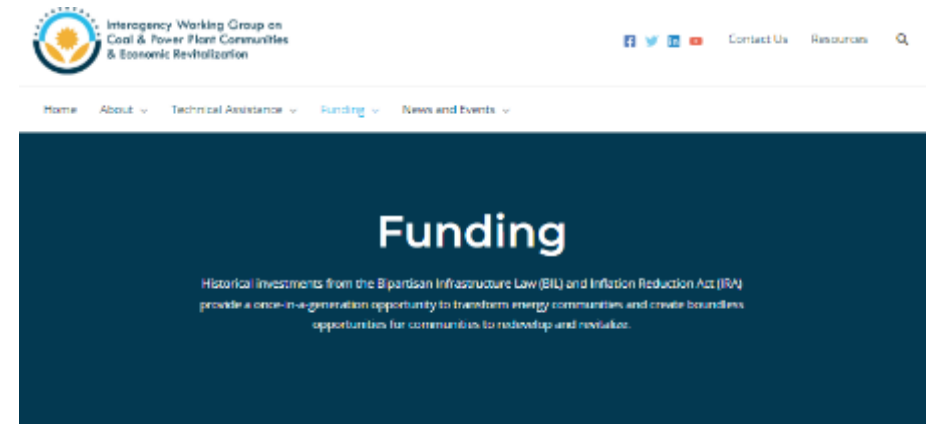 Interagency Working Group on
Coal & Power Plant Communities
& Economic Revitalization
Contact Us Resources
Home About Technical Assistance Funding News and Events
Funding
Historical investments from the Bipartisan Infrastructure Law (BIL) and Inflation Reduction Act (IRA)
provide a once-in-a-generation opportunity to transform energy communities and create boundless
opportunities for communities to redevelop and revitalize.